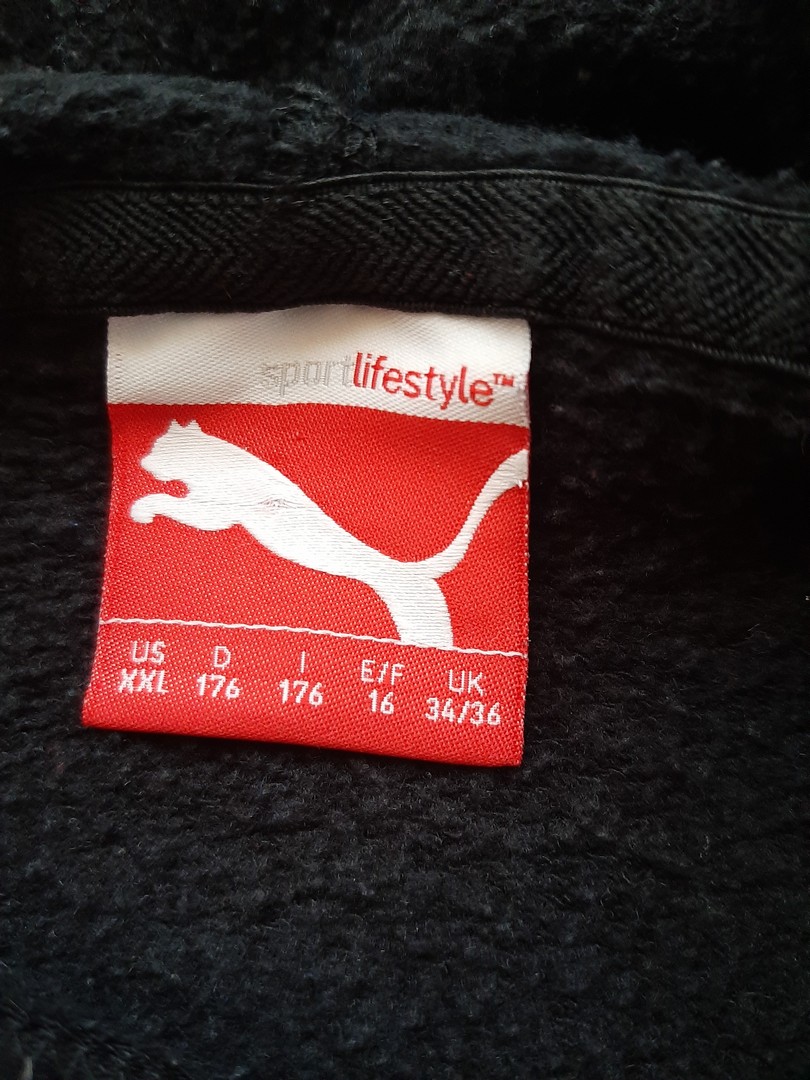 sportlifestyle™
US D I E/F UK
XXL 176 176 16 34/36